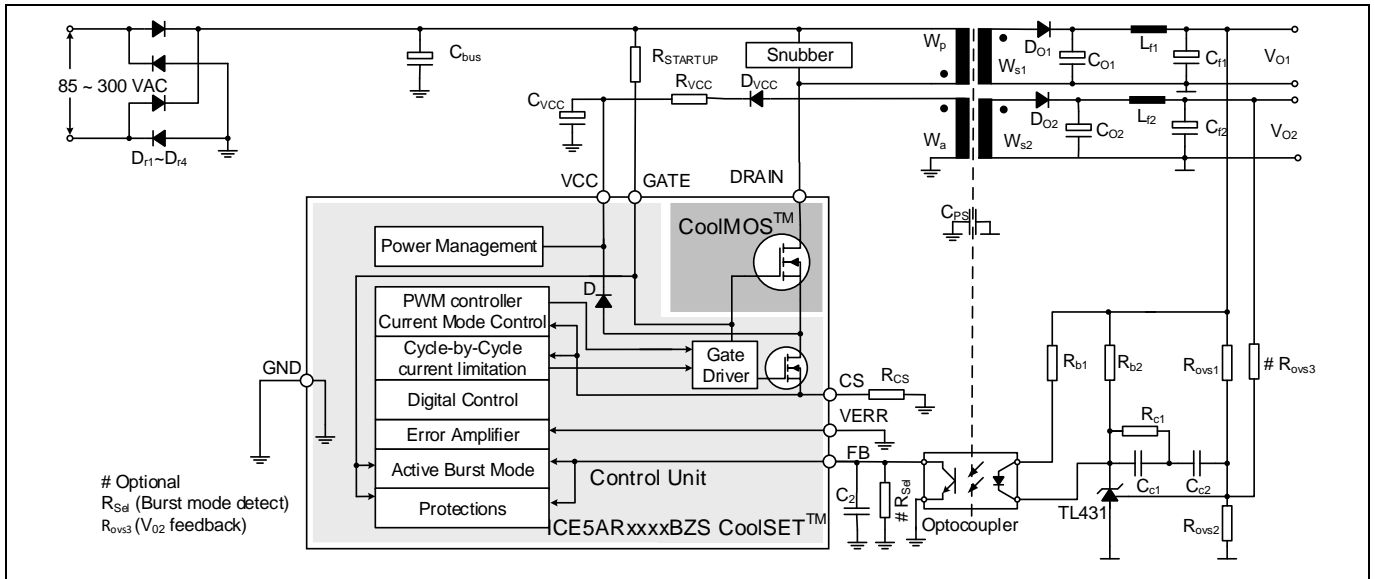 85 ~ 300 VAC
Dr1~Dr4
Cbus
RSTARTUP
Snubber
Wp
Ws1
DO1
CO1
Lf1
Cf1
VO1
CVCC
RVCC
DVCC
Wa
Ws2
DO2
CO2
Lf2
Cf2
VO2
VCC
GATE
DRAIN
CPS
CoolMOS™
Power Management
D
PWM controller
Current Mode Control
Cycle-by-Cycle
current limitation
Digital Control
Error Amplifier
Active Burst Mode
Protections
Gate
Driver
GND
CS
RCS
VERR
FB
Control Unit
ICE5ARxxxxBZS CoolSET™
C2
# RSel
Optocoupler
Rb1
Rb2
Rovs1
# Rovs3
Rc1
Cc1
Cc2
TL431
Rovs2
# Optional
RSel (Burst mode detect)
Rovs3 (V02 feedback)